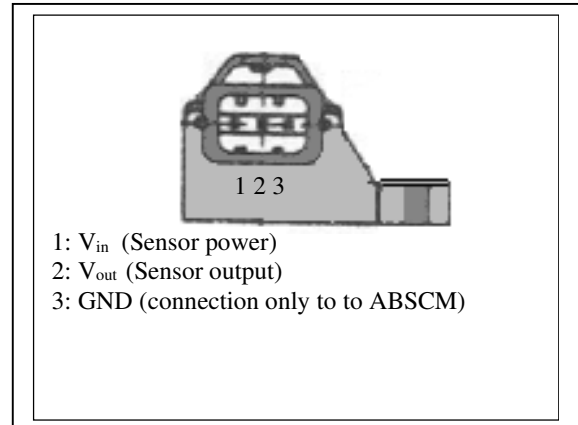 1 2 3
1: Vin (Sensor power)
2: Vout (Sensor output)
3: GND (connection only to to ABSCM)